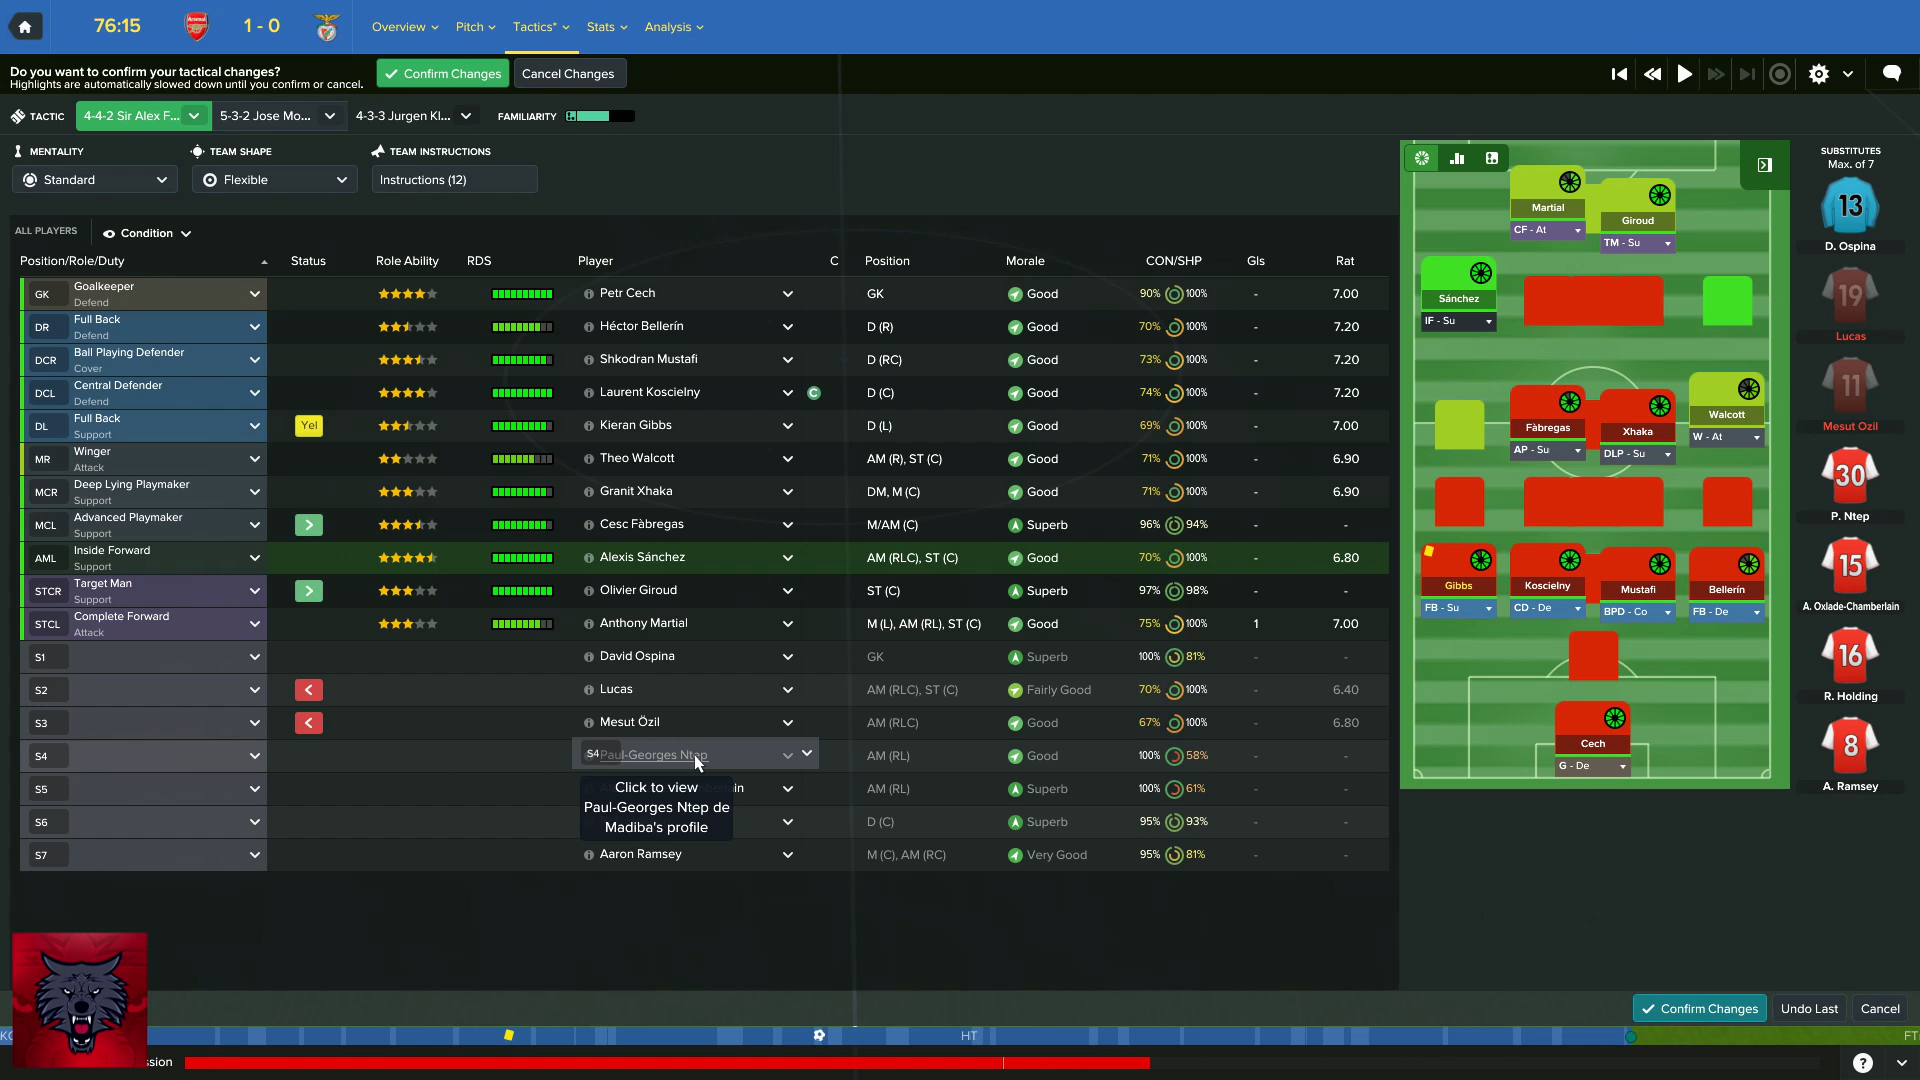 76:15 1 - 0 Overview Pitch Tactics* Stats Analysis
Do you want to confirm your tactical changes?
Highlights are automatically slowed down until you confirm or cancel.
Confirm Changes Cancel Changes
TACTIC 4-4-2 Sir Alex F... 5-3-2 Jose Mo... 4-3-3 Jurgen Kl... FAMILIARITY
MENTALITY TEAM SHAPE TEAM INSTRUCTIONS
Standard Flexible Instructions (12)
ALL PLAYERS Condition
Position/Role/Duty Status Role Ability RDS Player C Position Morale CON/SHP Gls Rat
GK Goalkeeper Defend Petr Cech GK Good 90% 100% - 7.00
DR Full Back Defend Héctor Bellerín D (R) Good 70% 100% - 7.20
DCR Ball Playing Defender Cover Shkodran Mustafi D (RC) Good 73% 100% - 7.20
DCL Central Defender Defend Laurent Koscielny C D (C) Good 74% 100% - 7.20
DL Full Back Support Yel Kieran Gibbs D (L) Good 69% 100% - 7.00
MR Winger Attack Theo Walcott AM (R), ST (C) Good 71% 100% - 6.90
MCR Deep Lying Playmaker Support Granit Xhaka DM, M (C) Good 71% 100% - 6.90
MCL Advanced Playmaker Support Cesc Fàbregas M/AM (C) Superb 96% 94% - -
AML Inside Forward Support Alexis Sánchez AM (RLC), ST (C) Good 70% 100% - 6.80
STCR Target Man Support Olivier Giroud ST (C) Superb 97% 98% - -
STCL Complete Forward Attack Anthony Martial M (L), AM (RL), ST (C) Good 75% 100% 1 7.00
S1 David Ospina GK Superb 100% 81% - -
S2 Lucas AM (RLC), ST (C) Fairly Good 70% 100% - 6.40
S3 Mesut Özil AM (RLC) Good 67% 100% - 6.80
S4 S4 Paul-Georges Ntep AM (RL) Good 100% 58% - -
S5 AM (RL) Superb 100% 61% - -
S6 D (C) Superb 95% 93% - -
S7 Aaron Ramsey M (C), AM (RC) Very Good 95% 81% - -
Click to view
Paul-Georges Ntep de
Madiba's profile
Martial
CF - At
Giroud
TM - Su
Sánchez
IF - Su
Fàbregas
AP - Su
Xhaka
DLP - Su
Walcott
W - At
Gibbs
FB - Su
Koscielny
CD - De
Mustafi
BPD - Co
Bellerín
FB - De
Cech
G - De
SUBSTITUTES
Max. of 7
13
D. Ospina
19
Lucas
11
Mesut Ozil
30
P. Ntep
15
A. Oxlade-Chamberlain
16
R. Holding
8
A. Ramsey
Confirm Changes Undo Last Cancel
HT FT
ssion